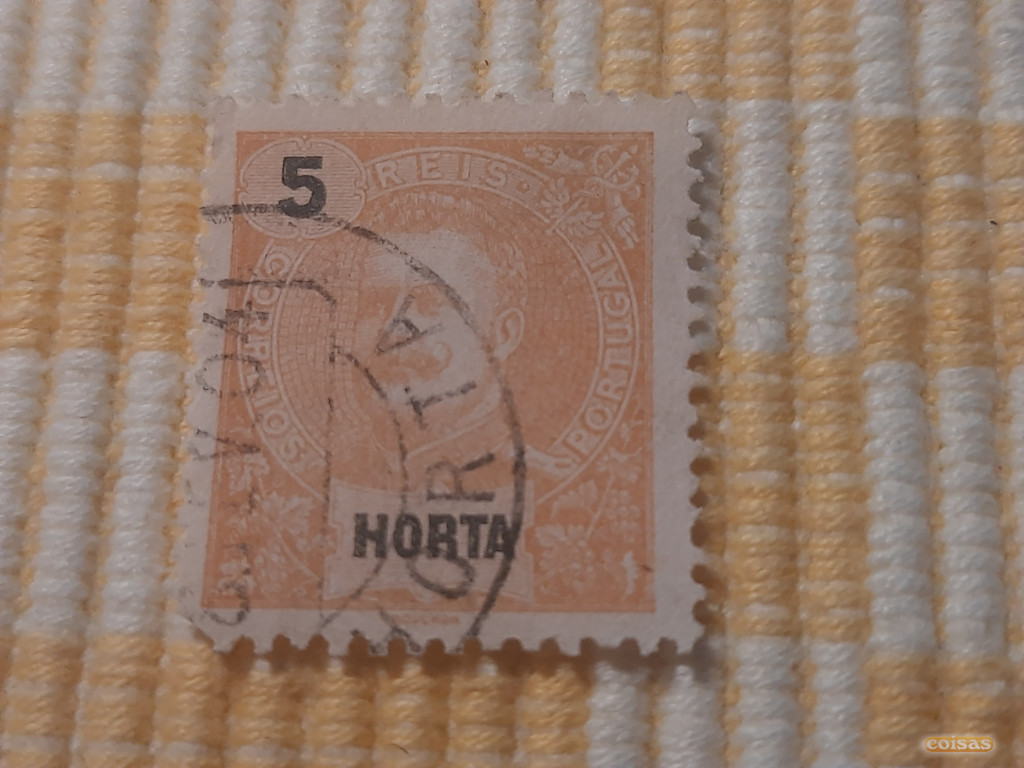 5
REIS
CORREIOS
PORTUGAL
HORTA
HORTA
coisas